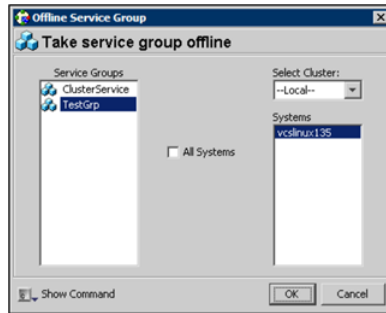 Offline Service Group
Take service group offline
Service Groups
ClusterService
TestGrp
All Systems
Select Cluster:
--Local--
Systems
vcslinux135
Show Command
OK
Cancel